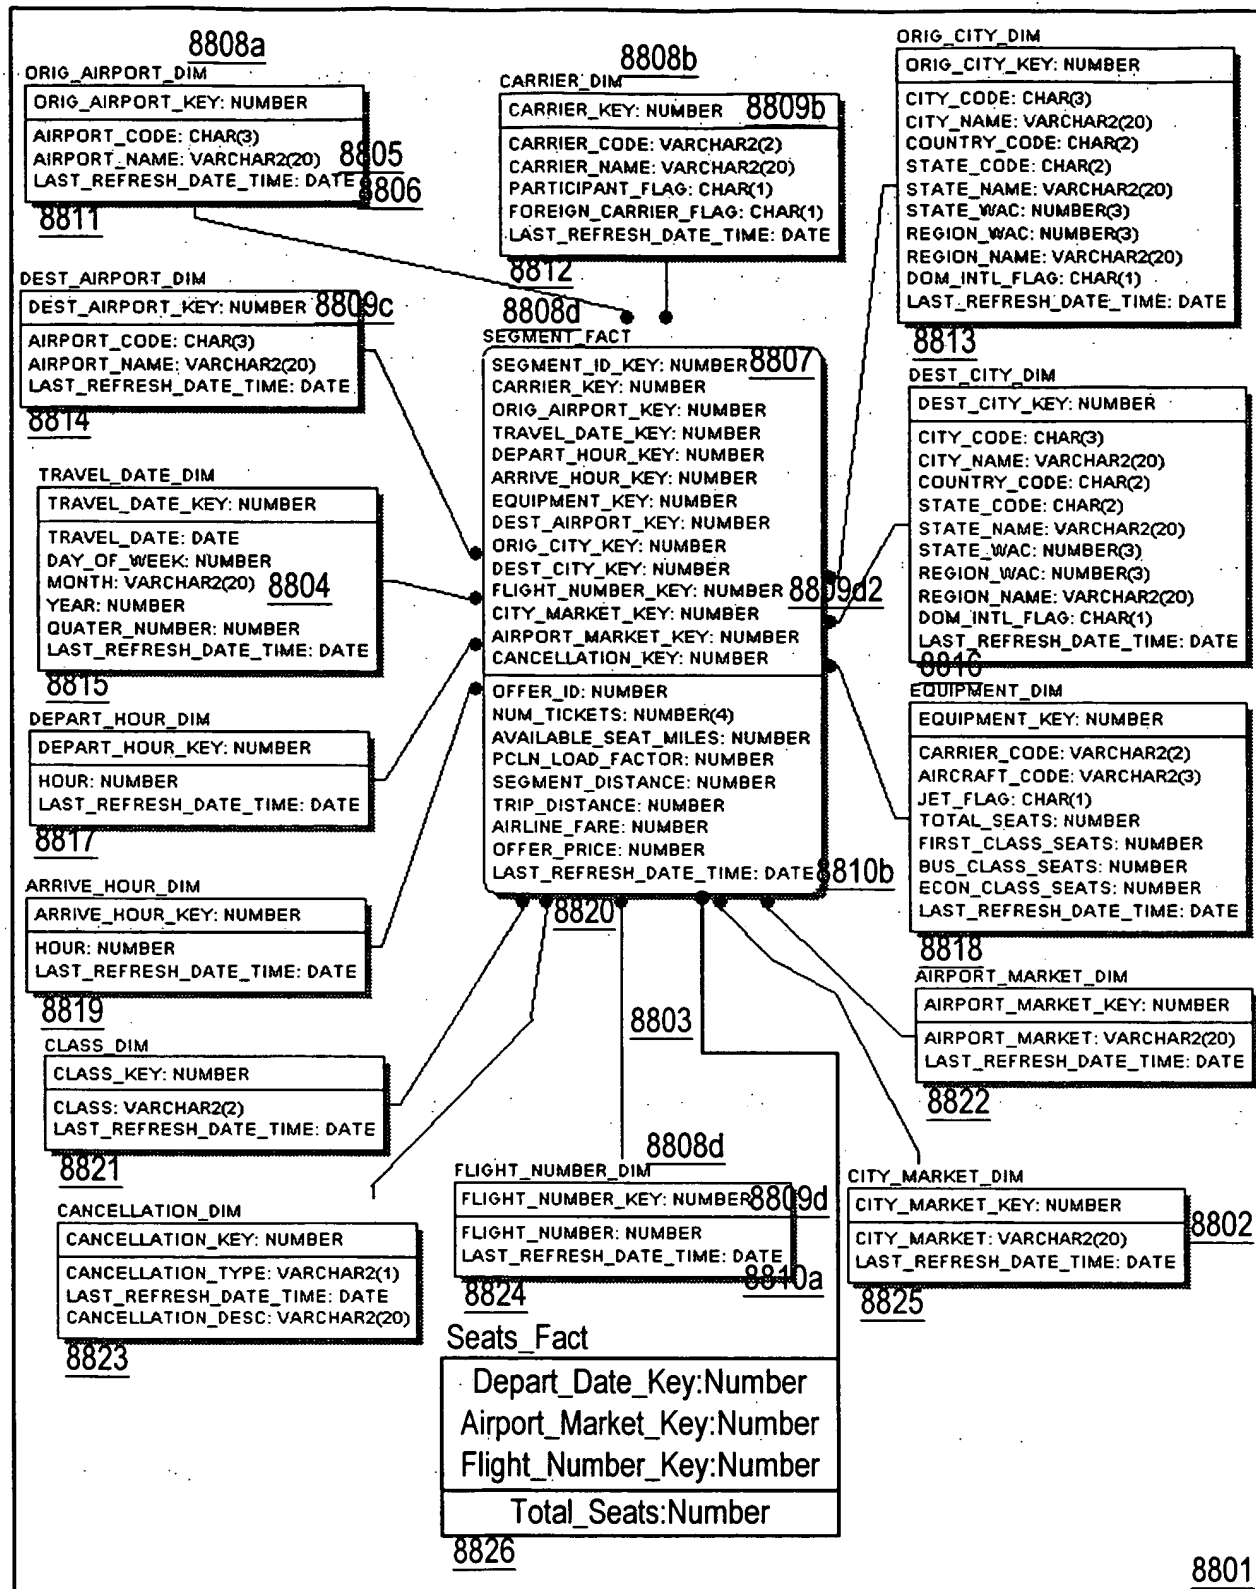 8808a
ORIG_AIRPORT_DIM
ORIG_AIRPORT_KEY: NUMBER
AIRPORT_CODE: CHAR(3)
AIRPORT_NAME: VARCHAR2(20) 8805
LAST_REFRESH_DATE_TIME: DATE 8806
8811
8808b
CARRIER_DIM
CARRIER_KEY: NUMBER 8809b
CARRIER_CODE: VARCHAR2(2)
CARRIER_NAME: VARCHAR2(20)
PARTICIPANT_FLAG: CHAR(1)
FOREIGN_CARRIER_FLAG: CHAR(1)
LAST_REFRESH_DATE_TIME: DATE
8812
ORIG_CITY_DIM
ORIG_CITY_KEY: NUMBER
CITY_CODE: CHAR(3)
CITY_NAME: VARCHAR2(20)
COUNTRY_CODE: CHAR(2)
STATE_CODE: CHAR(2)
STATE_NAME: VARCHAR2(20)
STATE_WAC: NUMBER(3)
REGION_WAC: NUMBER(3)
REGION_NAME: VARCHAR2(20)
DOM_INTL_FLAG: CHAR(1)
LAST_REFRESH_DATE_TIME: DATE
8813
DEST_AIRPORT_DIM
DEST_AIRPORT_KEY: NUMBER 8809c
AIRPORT_CODE: CHAR(3)
AIRPORT_NAME: VARCHAR2(20)
LAST_REFRESH_DATE_TIME: DATE
8814
8808d
SEGMENT_FACT
SEGMENT_ID_KEY: NUMBER 8807
CARRIER_KEY: NUMBER
ORIG_AIRPORT_KEY: NUMBER
TRAVEL_DATE_KEY: NUMBER
DEPART_HOUR_KEY: NUMBER
ARRIVE_HOUR_KEY: NUMBER
EQUIPMENT_KEY: NUMBER
DEST_AIRPORT_KEY: NUMBER
ORIG_CITY_KEY: NUMBER
DEST_CITY_KEY: NUMBER
FLIGHT_NUMBER_KEY: NUMBER 8809d2
CITY_MARKET_KEY: NUMBER
AIRPORT_MARKET_KEY: NUMBER
CANCELLATION_KEY: NUMBER
OFFER_ID: NUMBER
NUM_TICKETS: NUMBER(4)
AVAILABLE_SEAT_MILES: NUMBER
PCLN_LOAD_FACTOR: NUMBER
SEGMENT_DISTANCE: NUMBER
TRIP_DISTANCE: NUMBER
AIRLINE_FARE: NUMBER
OFFER_PRICE: NUMBER
LAST_REFRESH_DATE_TIME: DATE 8810b
8820
DEST_CITY_DIM
DEST_CITY_KEY: NUMBER
CITY_CODE: CHAR(3)
CITY_NAME: VARCHAR2(20)
COUNTRY_CODE: CHAR(2)
STATE_CODE: CHAR(2)
STATE_NAME: VARCHAR2(20)
STATE_WAC: NUMBER(3)
REGION_WAC: NUMBER(3)
REGION_NAME: VARCHAR2(20)
DOM_INTL_FLAG: CHAR(1)
LAST_REFRESH_DATE_TIME: DATE
8816
TRAVEL_DATE_DIM
TRAVEL_DATE_KEY: NUMBER
TRAVEL_DATE: DATE
DAY_OF_WEEK: NUMBER
MONTH: VARCHAR2(20) 8804
YEAR: NUMBER
QUATER_NUMBER: NUMBER
LAST_REFRESH_DATE_TIME: DATE
8815
EQUIPMENT_DIM
EQUIPMENT_KEY: NUMBER
CARRIER_CODE: VARCHAR2(2)
AIRCRAFT_CODE: VARCHAR2(3)
JET_FLAG: CHAR(1)
TOTAL_SEATS: NUMBER
FIRST_CLASS_SEATS: NUMBER
BUS_CLASS_SEATS: NUMBER
ECON_CLASS_SEATS: NUMBER
LAST_REFRESH_DATE_TIME: DATE
8818
DEPART_HOUR_DIM
DEPART_HOUR_KEY: NUMBER
HOUR: NUMBER
LAST_REFRESH_DATE_TIME: DATE
8817
ARRIVE_HOUR_DIM
ARRIVE_HOUR_KEY: NUMBER
HOUR: NUMBER
LAST_REFRESH_DATE_TIME: DATE
8819
8803
AIRPORT_MARKET_DIM
AIRPORT_MARKET_KEY: NUMBER
AIRPORT_MARKET: VARCHAR2(20)
LAST_REFRESH_DATE_TIME: DATE
8822
CLASS_DIM
CLASS_KEY: NUMBER
CLASS: VARCHAR2(2)
LAST_REFRESH_DATE_TIME: DATE
8821
8808d
FLIGHT_NUMBER_DIM
FLIGHT_NUMBER_KEY: NUMBER 8809d
FLIGHT_NUMBER: NUMBER
LAST_REFRESH_DATE_TIME: DATE
8810a
8824
CITY_MARKET_DIM
CITY_MARKET_KEY: NUMBER
8802
CITY_MARKET: VARCHAR2(20)
LAST_REFRESH_DATE_TIME: DATE
8825
CANCELLATION_DIM
CANCELLATION_KEY: NUMBER
CANCELLATION_TYPE: VARCHAR2(1)
LAST_REFRESH_DATE_TIME: DATE
CANCELLATION_DESC: VARCHAR2(20)
8823
Seats_Fact
Depart_Date_Key:Number
Airport_Market_Key:Number
Flight_Number_Key:Number
Total_Seats:Number
8826
8801